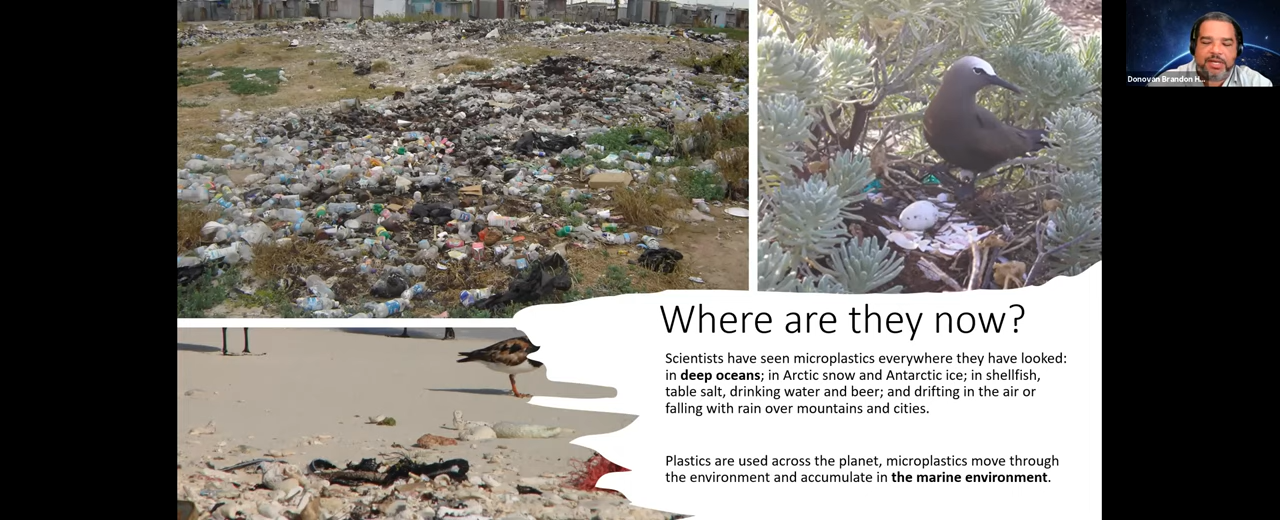 Donovan Brandon H...
Where are they now?
Scientists have seen microplastics everywhere they have looked:
in deep oceans; in Arctic snow and Antarctic ice; in shellfish,
table salt, drinking water and beer; and drifting in the air or
falling with rain over mountains and cities.
Plastics are used across the planet, microplastics move through
the environment and accumulate in the marine environment.